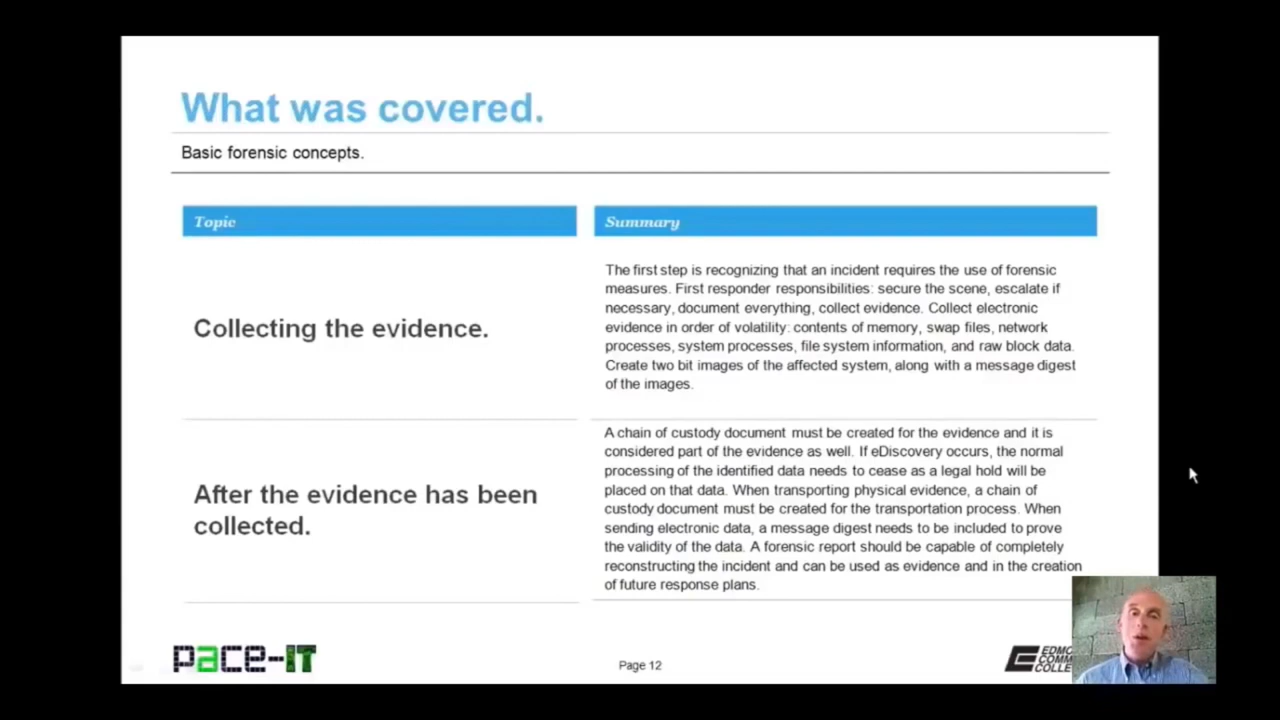 What was covered.
Basic forensic concepts.
Topic
Summary
Collecting the evidence.
The first step is recognizing that an incident requires the use of forensic
measures. First responder responsibilities: secure the scene, escalate if
necessary, document everything, collect evidence. Collect electronic
evidence in order of volatility: contents of memory, swap files, network
processes, system processes, file system information, and raw block data.
Create two bit images of the affected system, along with a message digest
of the images.
After the evidence has been
collected.
A chain of custody document must be created for the evidence and it is
considered part of the evidence as well. If eDiscovery occurs, the normal
processing of the identified data needs to cease as a legal hold will be
placed on that data. When transporting physical evidence, a chain of
custody document must be created for the transportation process. When
sending electronic data, a message digest needs to be included to prove
the validity of the data. A forensic report should be capable of completely
reconstructing the incident and can be used as evidence and in the creation
of future response plans.
pace-IT
Page 12